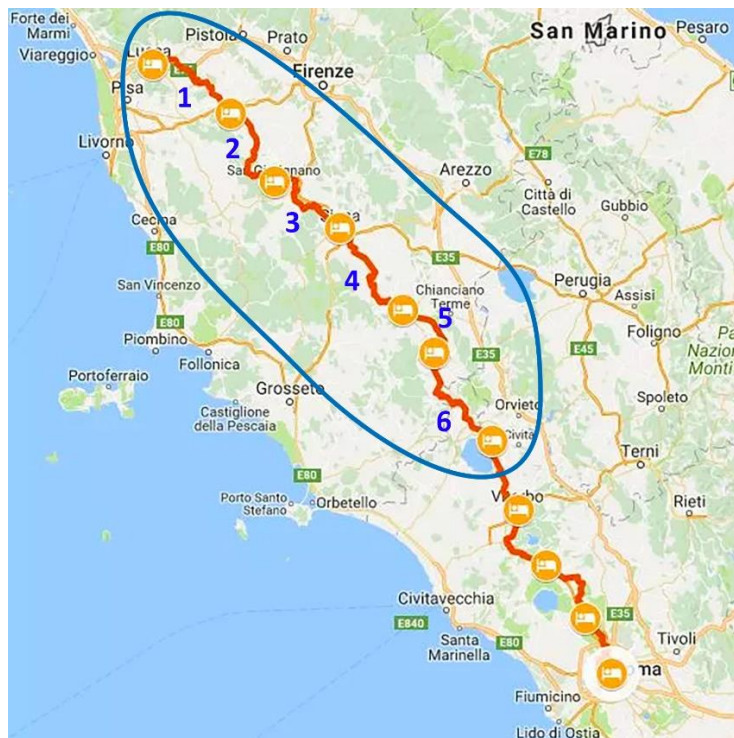 Forte dei
Marmi
Pistoia
Prato
San Marino
Pesaro
Viareggio
Lucca
Firenze
Pisa
1
Livorno
2
E78
Arezzo
San Gimignano
Città di
Castello
Gubbio
Cecina
3
Siena
E80
E35
4
Chianciano
Terme
Perugia
Assisi
San Vincenzo
E80
5
Foligno
Piombino
E35
E45
Follonica
Portoferraio
Grosseto
Spoleto
Castiglione
della Pescaia
6
Orvieto
Civita
Terni
E80
Viterbo
Porto Santo
Stefano
Orbetello
Rieti
Civitavecchia
E840
E35
Santa
Marinella
E80
Tivoli
ma
Fiumicino
Lido di Ostia